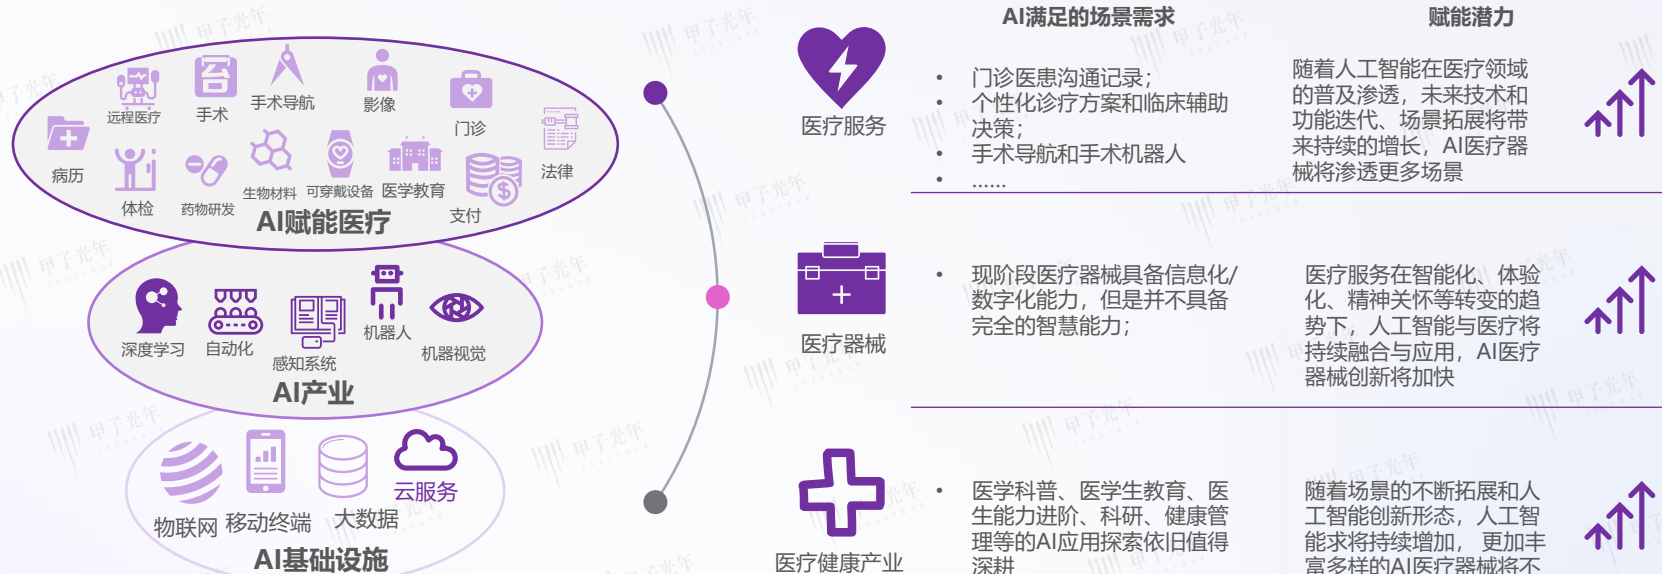 远程医疗
手术
手术导航
影像
门诊
法律
病历
体检
药物研发
生物材料
可穿戴设备
医学教育
支付
AI赋能医疗
深度学习
自动化
感知系统
机器人
机器视觉
AI产业
物联网
移动终端
大数据
云服务
AI基础设施
AI满足的场景需求
赋能潜力
医疗服务
• 门诊医患沟通记录；
• 个性化诊疗方案和临床辅助
决策；
• 手术导航和手术机器人
• ……
随着人工智能在医疗领域
的普及渗透，未来技术和
功能迭代、场景拓展将带
来持续的增长，AI医疗器
械将渗透更多场景
医疗器械
• 现阶段医疗器械具备信息化/
数字化能力，但是并不具备
完全的智慧能力；
医疗服务在智能化、体验
化、精神关怀等转变的趋
势下，人工智能与医疗将
持续融合与应用，AI医疗
器械创新将加快
医疗健康产业
• 医学科普、医学生教育、医
生能力进阶、科研、健康管
理等的AI应用探索依旧值得
深耕
随着场景的不断拓展和人
工智能创新形态，人工智
能求将持续增加， 更加丰
富多样的AI医疗器械将不
甲子光年